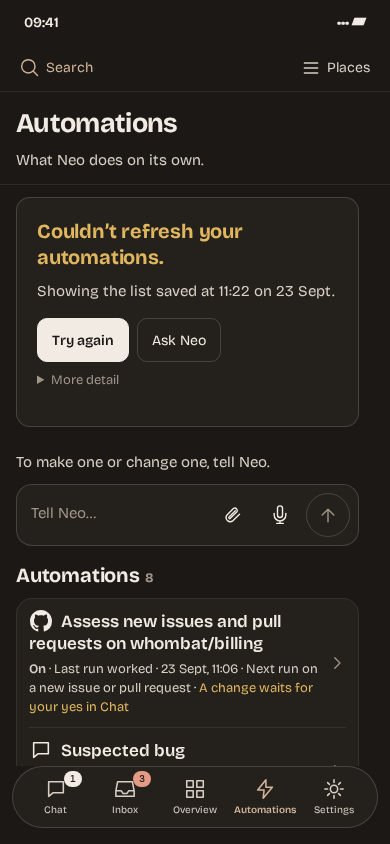 09:41
Search
Places
Automations
What Neo does on its own.
Couldn’t refresh your
automations.
Showing the list saved at 11:22 on 23 Sept.
Try again
Ask Neo
More detail
To make one or change one, tell Neo.
Tell Neo...
Automations 8
Assess new issues and pull
requests on whombat/billing
On · Last run worked · 23 Sept, 11:06 · Next run on
a new issue or pull request · A change waits for
your yes in Chat
Suspected bug
1
3
Chat
Inbox
Overview
Automations
Settings